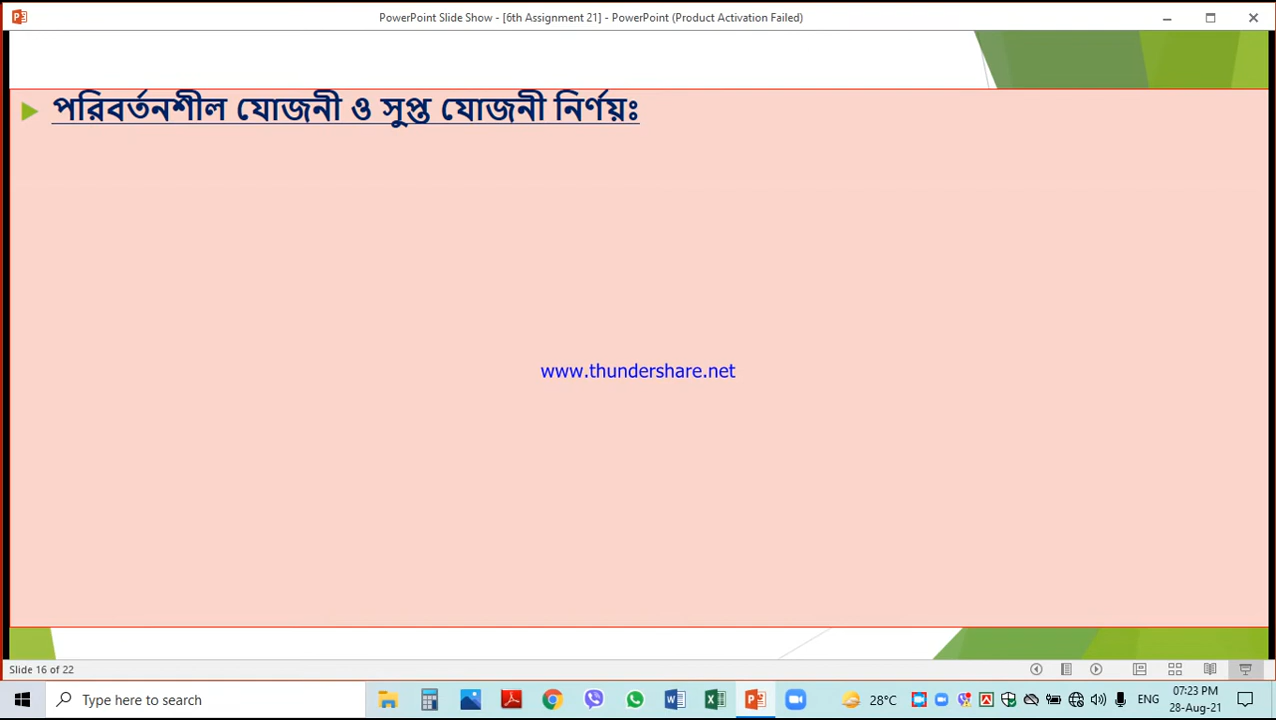 PowerPoint Slide Show - [6th Assignment 21] - PowerPoint (Product Activation Failed)
পরিবর্তনশীল যোজনী ও সুপ্ত যোজনী নির্ণয়ঃ
www.thundershare.net
Slide 16 of 22
Type here to search
28°C
ENG
07:23 PM
28-Aug-21